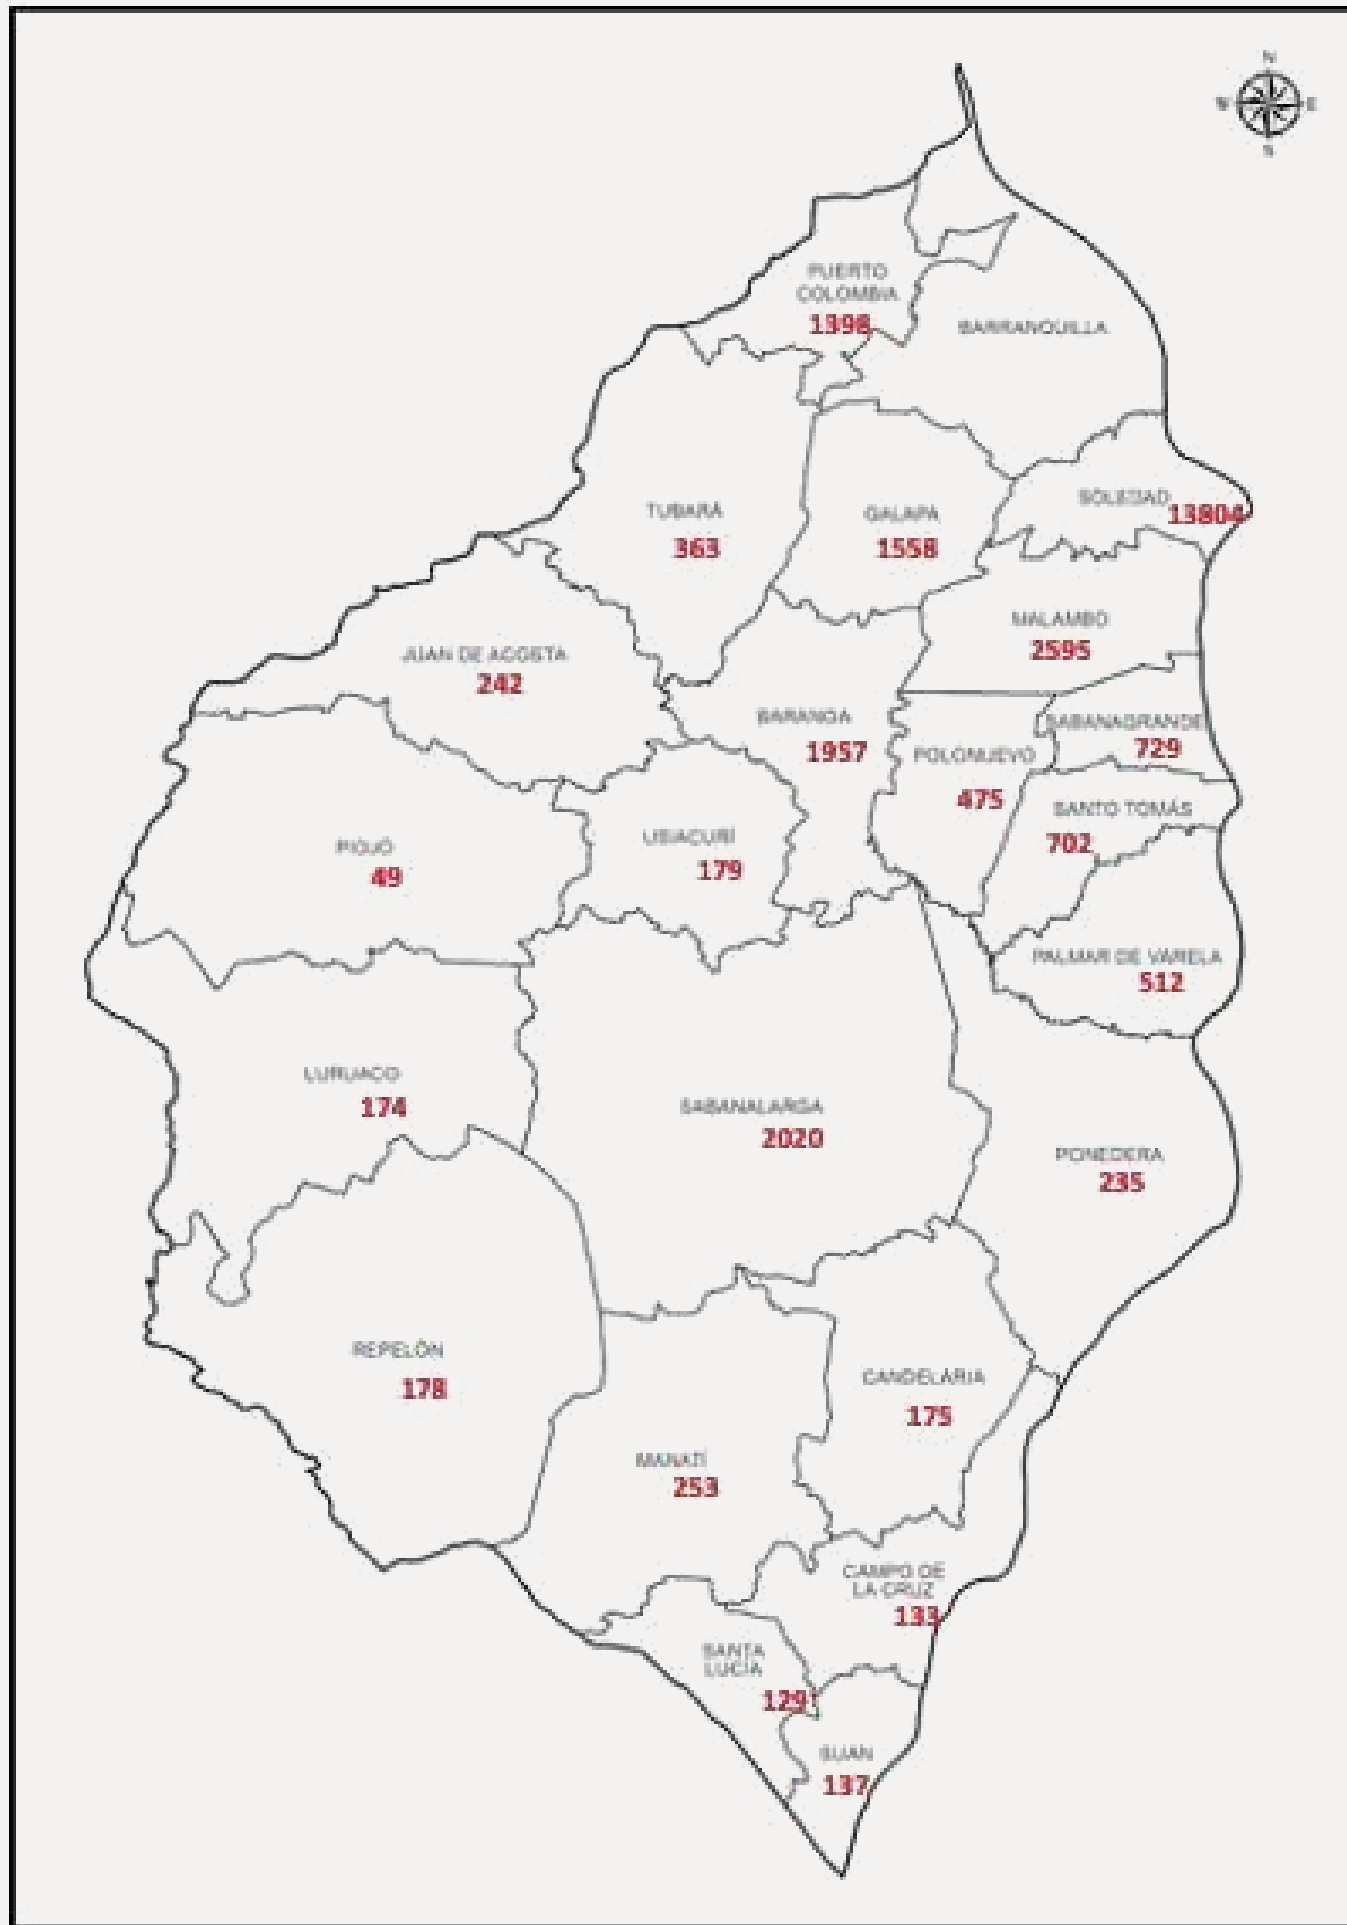 N
W
E
S
PUERTO
COLOMBIA
1398
BARRANQUILLA
SOLEDAD
13804
TUBARÁ
363
GALAPA
1558
MALAMBO
2595
JUAN DE ACOSTA
242
BARANOA
1957
SABANAGRANDE
729
POLONUEVO
475
SANTO TOMÁS
702
PIOJÓ
49
USIACURÍ
179
PALMAR DE VARELA
512
LURUACO
174
SABANALARGA
2020
PONEDERA
235
REPELÓN
178
CANDELARIA
175
MANATÍ
253
CAMPO DE
LA CRUZ
133
SANTA
LUCÍA
129
SUAN
137